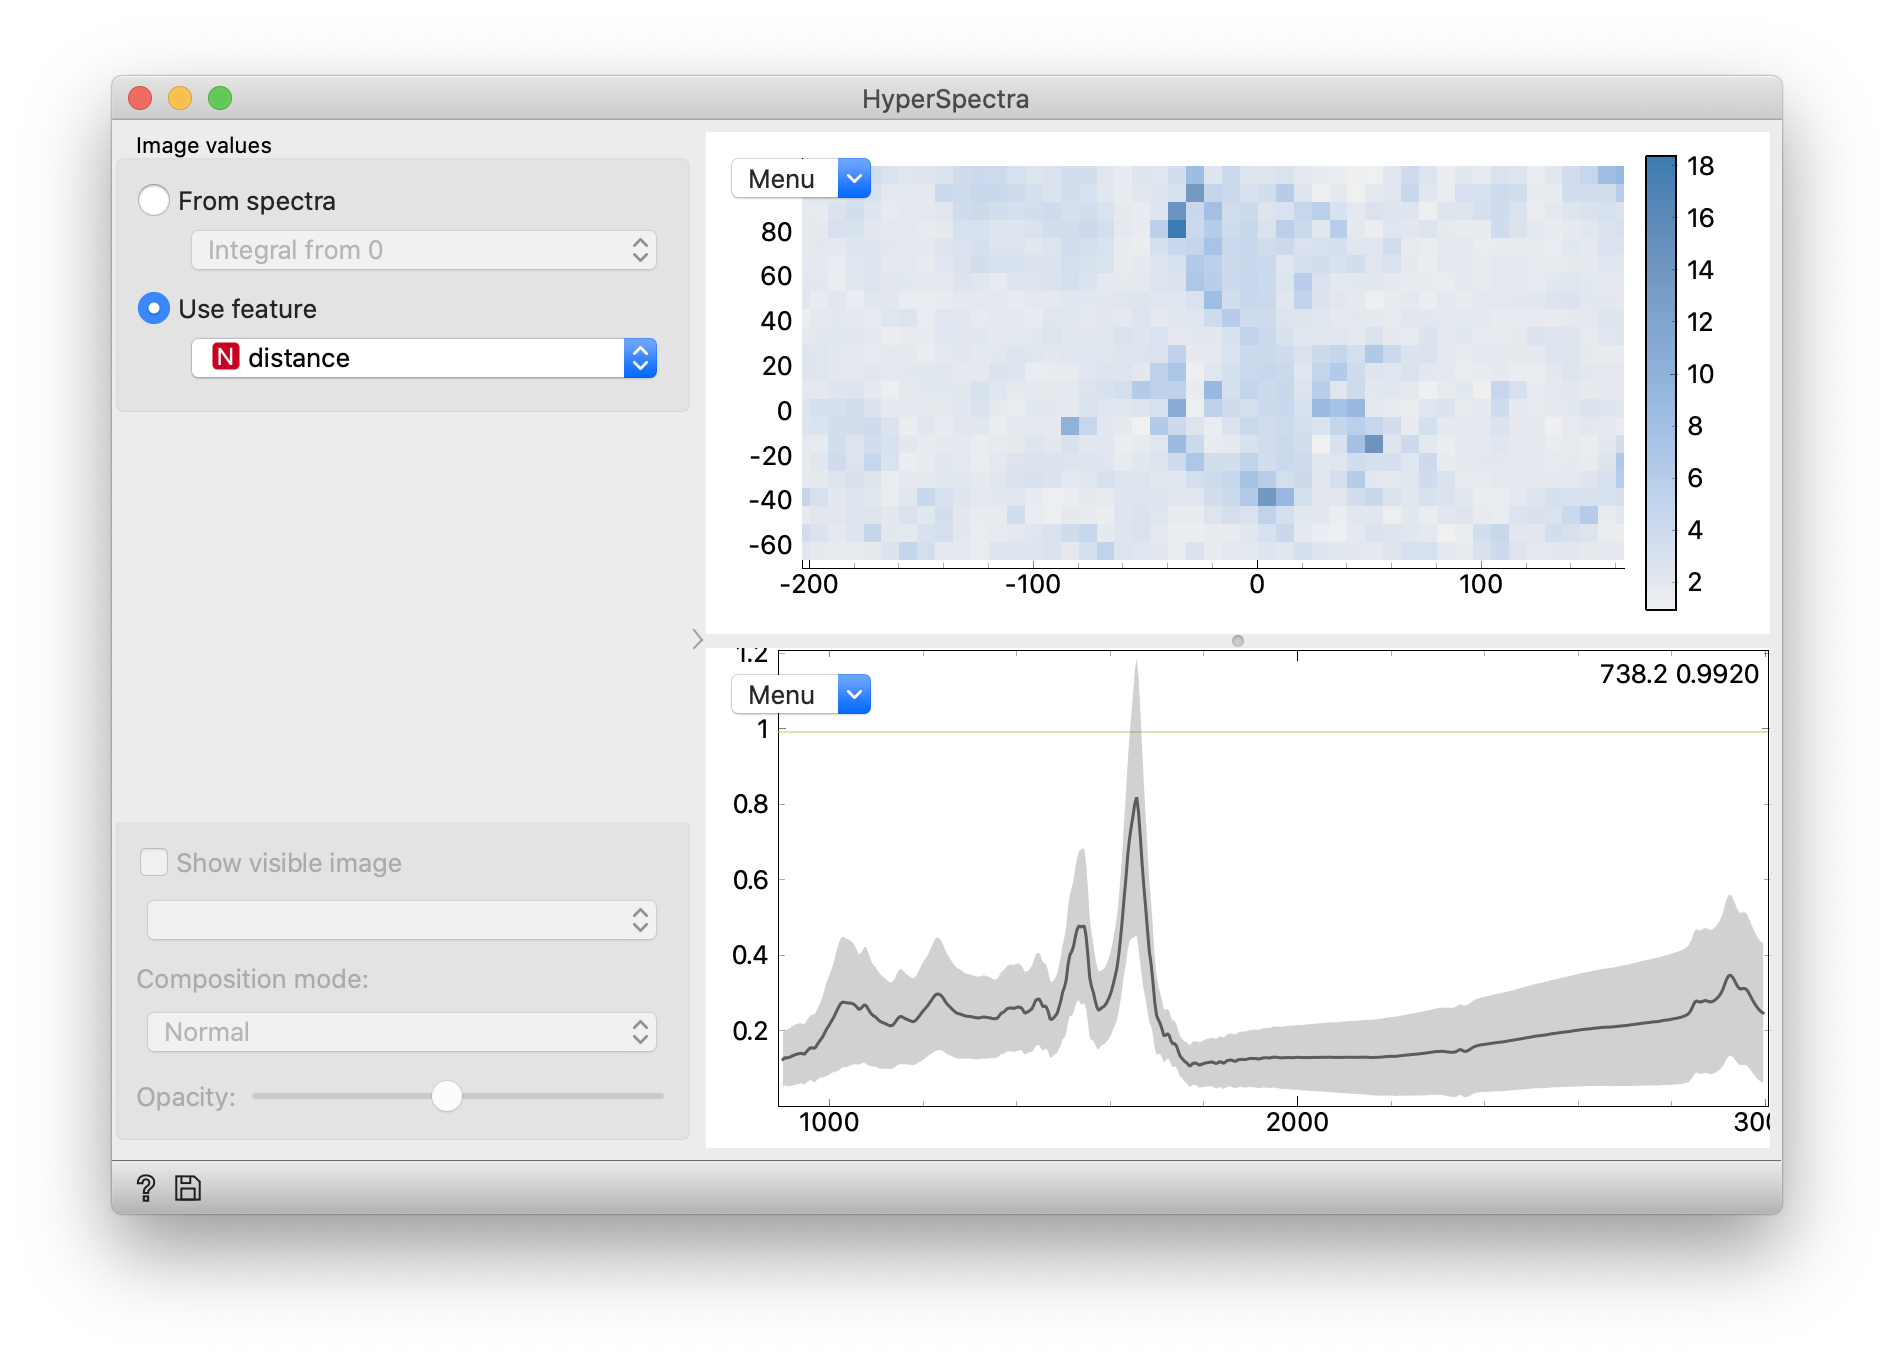 HyperSpectra
Image values
From spectra
Integral from 0
Use feature
N distance
Show visible image
Composition mode:
Normal
Opacity:
Menu
80
60
40
20
0
-20
-40
-60
-200 -100 0 100
18
16
14
12
10
8
6
4
2
1.2
Menu
738.2 0.9920
1
0.8
0.6
0.4
0.2
1000 2000
?